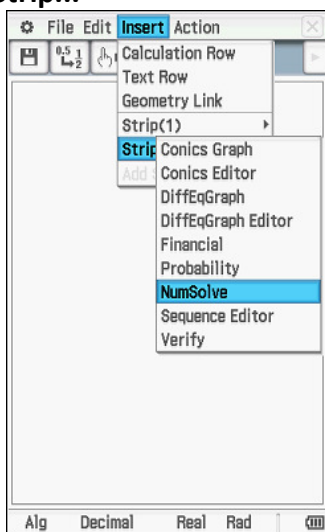 File Edit Insert Action
0.5 1
2
Calculation Row
Text Row
Geometry Link
Strip(1)
Strip
Add
Conics Graph
Conics Editor
DiffEqGraph
DiffEqGraph Editor
Financial
Probability
NumSolve
Sequence Editor
Verify
Alg Decimal Real Rad